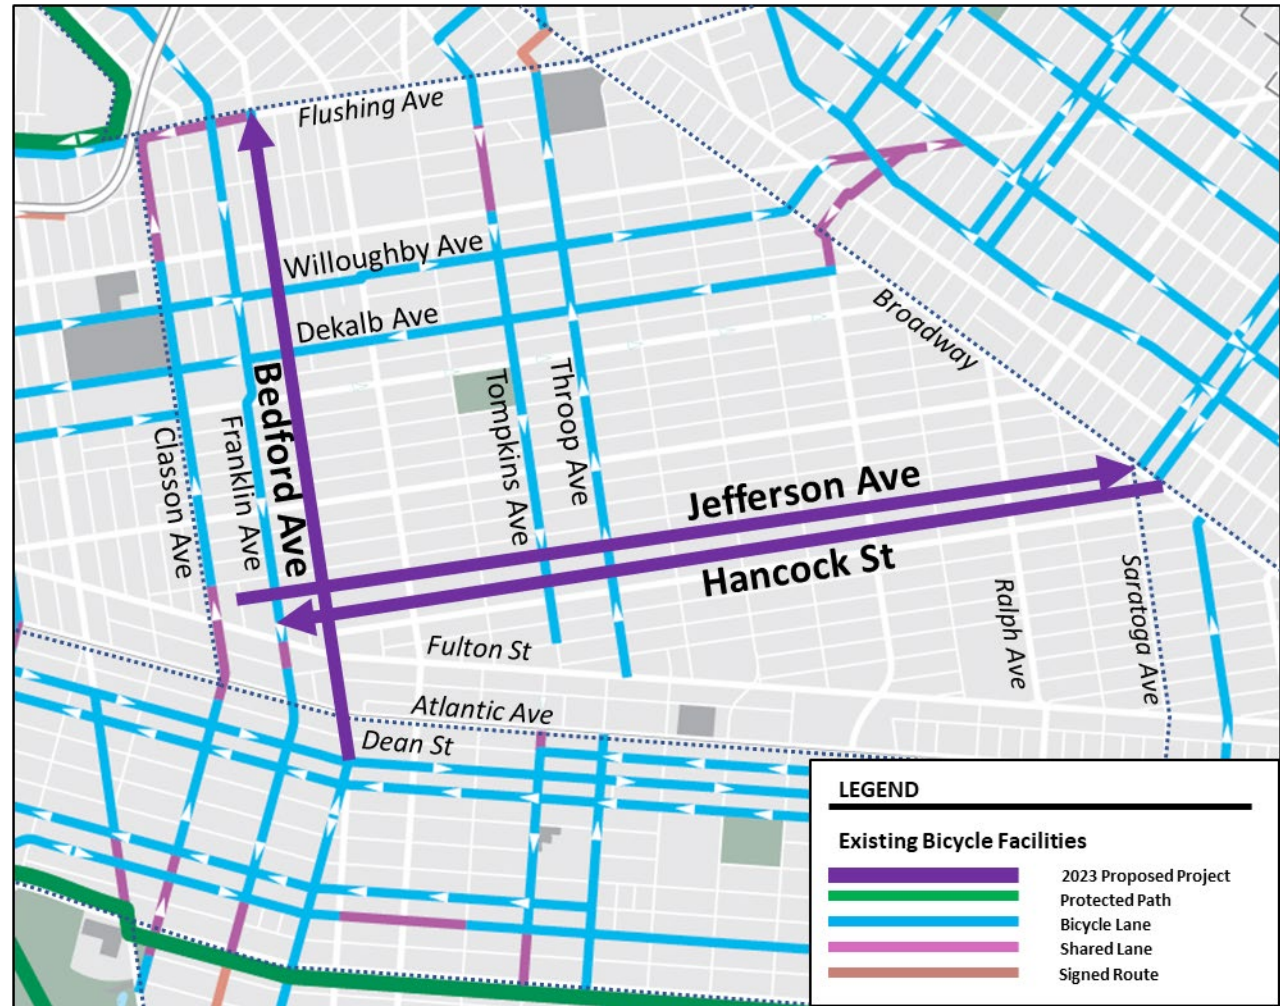 Flushing Ave
Willoughby Ave
Dekalb Ave
Broadway
Bedford Ave
Classon Ave
Franklin Ave
Tompkins Ave
Throop Ave
Jefferson Ave
Hancock St
Ralph Ave
Saratoga Ave
Fulton St
Atlantic Ave
Dean St
LEGEND
Existing Bicycle Facilities
2023 Proposed Project
Protected Path
Bicycle Lane
Shared Lane
Signed Route